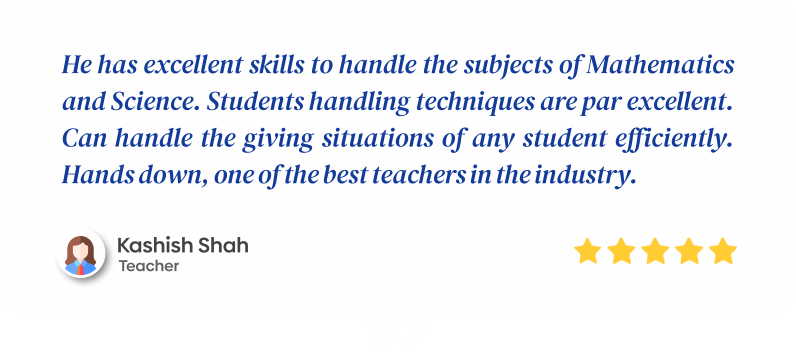 He has excellent skills to handle the subjects of Mathematics
and Science. Students handling techniques are par excellent.
Can handle the giving situations of any student efficiently.
Hands down, one of the best teachers in the industry.
Kashish Shah
Teacher